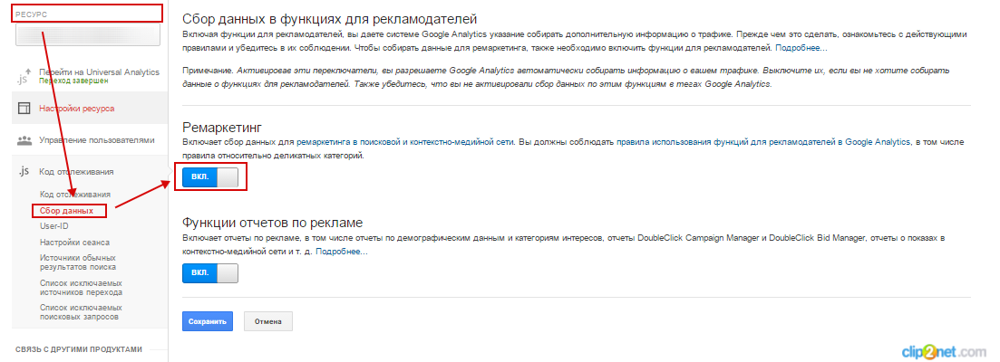 РЕСУРС
Перейти на Universal Analytics
Переход завершен
.js
Настройки ресурса
Управление пользователями
.js Код отслеживания
Код отслеживания
Сбор данных
User-ID
Настройки сеанса
Источники обычных
результатов поиска
Список исключаемых
источников перехода
Список исключаемых
поисковых запросов
СВЯЗЬ С ДРУГИМИ ПРОДУКТАМИ
Сбор данных в функциях для рекламодателей
Включая функции для рекламодателей, вы даете системе Google Analytics указание собирать дополнительную информацию о трафике. Прежде чем это сделать, ознакомьтесь с действующими
правилами и убедитесь в их соблюдении. Чтобы собирать данные для ремаркетинга, также необходимо включить функции для рекламодателей. Подробнее...
Примечание. Активировав эти переключатели, вы разрешаете Google Analytics автоматически собирать информацию о вашем трафике. Выключите их, если вы не хотите собирать
данные о функциях для рекламодателей. Также убедитесь, что вы не активировали сбор данных по этим функциям в тегах Google Analytics.
Ремаркетинг
Включает сбор данных для ремаркетинга в поисковой и контекстно-медийной сети. Вы должны соблюдать правила использования функций для рекламодателей в Google Analytics, в том числе
правила относительно деликатных категорий.
ВКЛ.
Функции отчетов по рекламе
Включает отчеты по рекламе, в том числе отчеты по демографическим данным и категориям интересов, отчеты DoubleClick Campaign Manager и DoubleClick Bid Manager, отчеты о показах в
контекстно-медийной сети и т. д. Подробнее...
ВКЛ.
Сохранить Отмена
clip2net.com